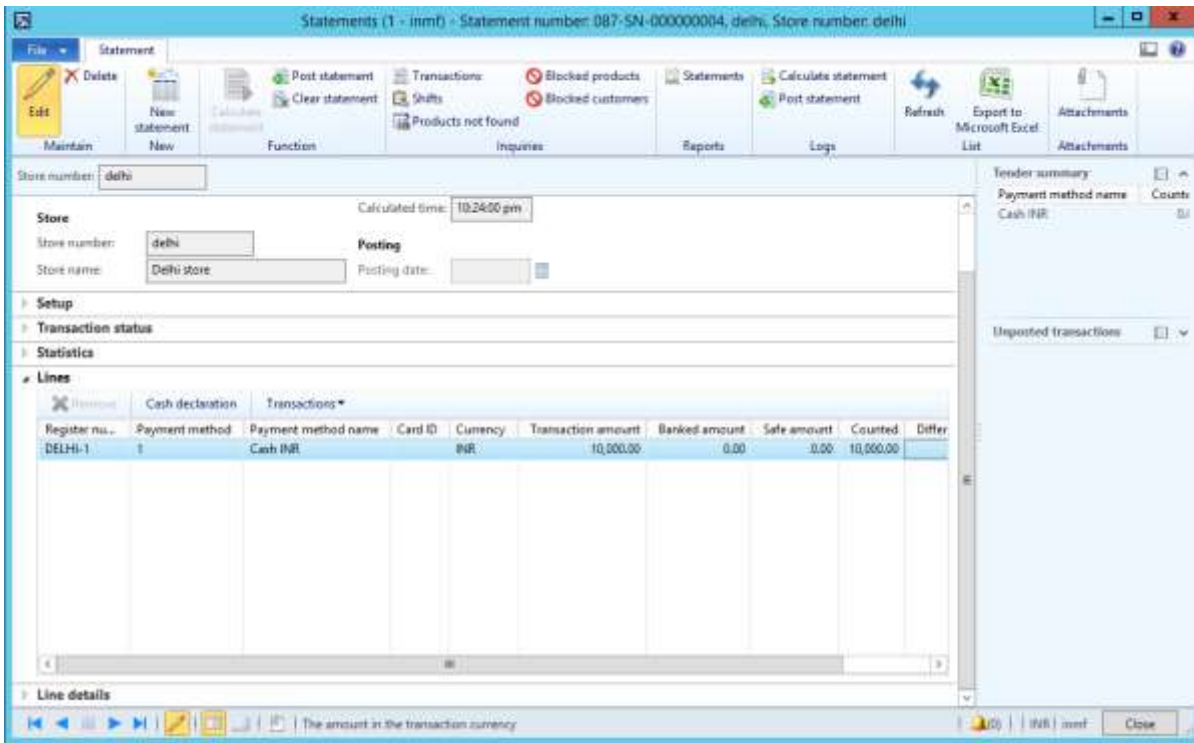 Statements (1 - inmf) - Statement number: 087-SN-000000004, delhi, Store number: delhi
File Statement
Edit
Delete
New statement
Calculate statement
Post statement
Clear statement
Transactions
Shifts
Products not found
Blocked products
Blocked customers
Statements
Calculate statement
Post statement
Refresh
Export to Microsoft Excel
Attachments
Maintain New Function Inquiries Reports Logs List Attachments
Store number: delhi
Store
Store number: delhi
Store name: Delhi store
Calculated time: 10:24:00 pm
Posting
Posting date:
Setup
Transaction status
Statistics
Lines
Remove Cash declaration Transactions
Register nu... Payment method Payment method name Card ID Currency Transaction amount Banked amount Safe amount Counted Differ
DELHI-1 1 Cash INR INR 10,000.00 0.00 0.00 10,000.00
Line details
Tender summary
Payment method name Counte
Cash INR
Unposted transactions
The amount in the transaction currency
(0) INR inmf Close